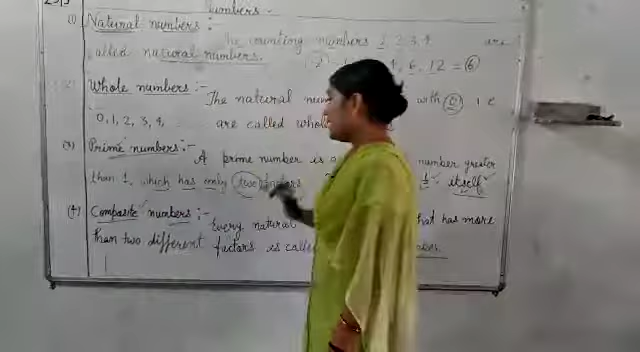 numbers -
(1) Natural numbers :-
The counting numbers 1, 2, 3, 4 are
called natural numbers. 6, 12 = 6
Whole numbers :- The natural with 0 i e
0, 1, 2, 3, 4, are called
(3) Prime numbers :- A prime number is number greater
than 1, which has only two factors 1 itself
(4) Composite numbers :- Every natural that has more
than two different factors is called